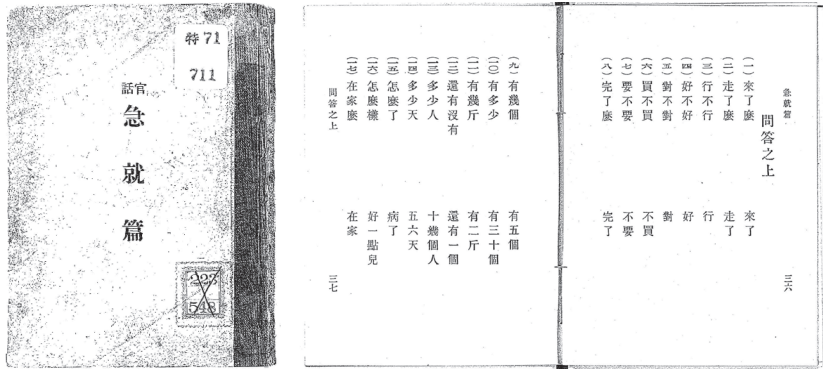 特71
711
官話
急就篇
223
548
急就篇
問答之上
(一)來了麽 來了
(二)走了麽 走了
(三)行不行 行
(四)好不好 好
(五)對不對 對
(六)買不買 不買
(七)要不要 不要
(八)完了麽 完了
三六
(九)有幾個 有五個
(一〇)有多少 有三十個
(一一)有幾斤 有二斤
(一二)還有沒有 還有一個
(一三)多少人 十幾個人
(一四)多少天 五六天
(一五)怎麽了 病了
(一六)怎麽樣 好一點兒
(一七)在家麽 在家
問答之上
三七